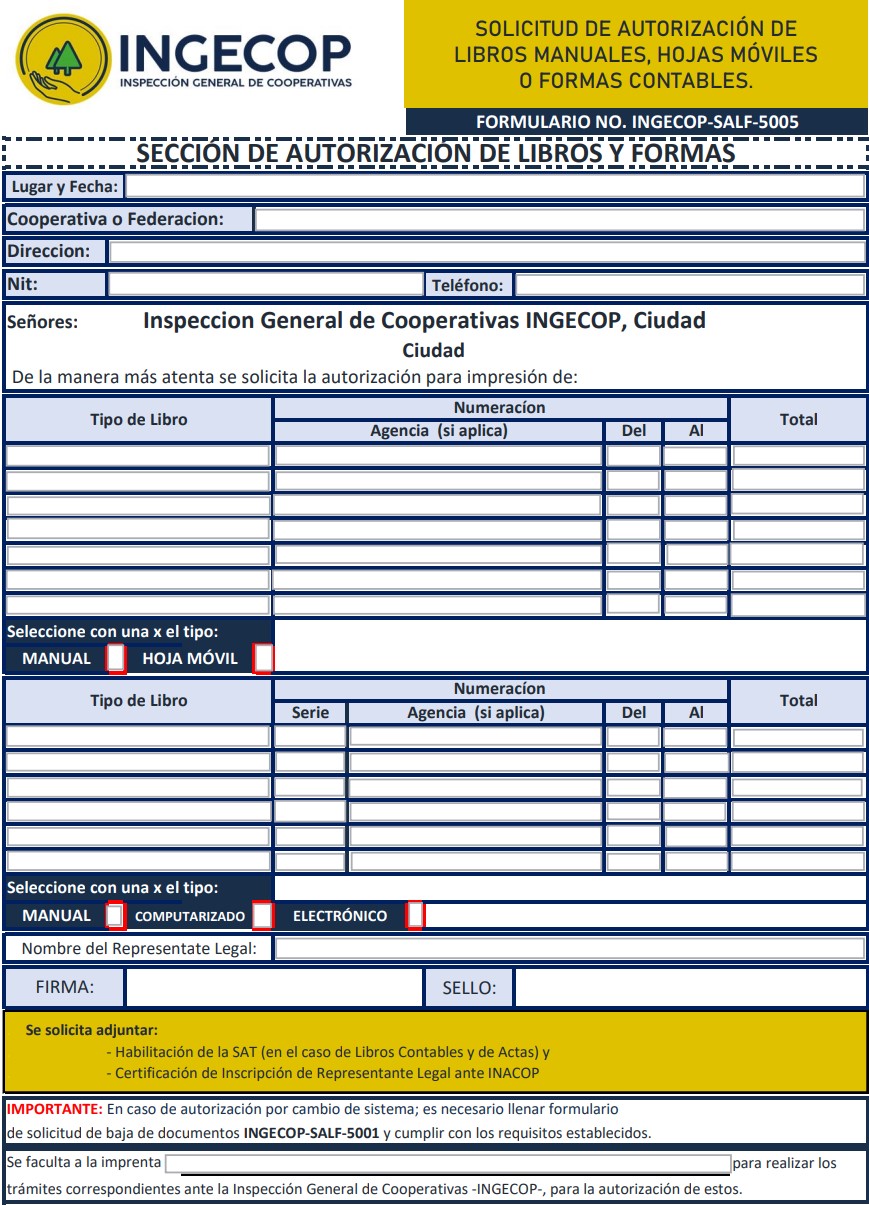 INGECOP
INSPECCIÓN GENERAL DE COOPERATIVAS
SOLICITUD DE AUTORIZACIÓN DE
LIBROS MANUALES, HOJAS MÓVILES
O FORMAS CONTABLES.
FORMULARIO NO. INGECOP-SALF-5005
SECCIÓN DE AUTORIZACIÓN DE LIBROS Y FORMAS
Lugar y Fecha:
Cooperativa o Federacion:
Direccion:
Nit: Teléfono:
Señores: Inspeccion General de Cooperativas INGECOP, Ciudad
Ciudad
De la manera más atenta se solicita la autorización para impresión de:
Tipo de Libro Numeracíon Total
Agencia (si aplica) Del Al
Seleccione con una x el tipo:
MANUAL HOJA MÓVIL
Tipo de Libro Numeracíon Total
Serie Agencia (si aplica) Del Al
Seleccione con una x el tipo:
MANUAL COMPUTARIZADO ELECTRÓNICO
Nombre del Represente Legal:
FIRMA: SELLO:
Se solicita adjuntar:
- Habilitación de la SAT (en el caso de Libros Contables y de Actas) y
- Certificación de Inscripción de Representante Legal ante INACOP
IMPORTANTE: En caso de autorización por cambio de sistema; es necesario llenar formulario
de solicitud de baja de documentos INGECOP-SALF-5001 y cumplir con los requisitos establecidos.
Se faculta a la imprenta para realizar los
trámites correspondientes ante la Inspección General de Cooperativas -INGECOP-, para la autorización de estos.